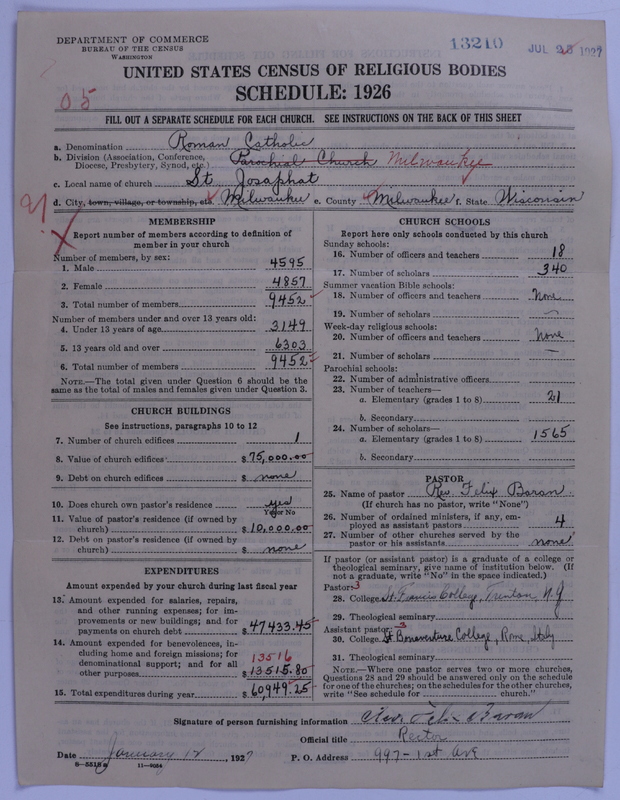 DEPARTMENT OF COMMERCE
BUREAU OF THE CENSUS
WASHINGTON
13210
JUL 23 1927
UNITED STATES CENSUS OF RELIGIOUS BODIES
SCHEDULE: 1926
05
FILL OUT A SEPARATE SCHEDULE FOR EACH CHURCH. SEE INSTRUCTIONS ON THE BACK OF THIS SHEET
a. Denomination Roman Catholic
b. Division (Association, Conference, Diocese, Presbytery, Synod, etc.) Parochial Church Milwaukee
c. Local name of church St Josaphat
d. City, town, village, or township, etc. Milwaukee e. County Milwaukee f. State Wisconsin
MEMBERSHIP
Report number of members according to definition of
member in your church
Number of members, by sex:
1. Male 4595
2. Female 4857
3. Total number of members 9452
Number of members under and over 13 years old:
4. Under 13 years of age 3149
5. 13 years old and over 6303
6. Total number of members 9452
NOTE.—The total given under Question 6 should be the
same as the total of males and females given under Question 3.
CHURCH BUILDINGS
See instructions, paragraphs 10 to 12
7. Number of church edifices 1
8. Value of church edifices $ 75,000.00
9. Debt on church edifices $ none
10. Does church own pastor's residence yes
Yes or No
11. Value of pastor's residence (if owned by
church) $ 10,000.00
12. Debt on pastor's residence (if owned by
church) $ none
EXPENDITURES
Amount expended by your church during last fiscal year
13. Amount expended for salaries, repairs,
and other running expenses; for im-
provements or new buildings; and for
payments on church debt $ 47433.45
14. Amount expended for benevolences, in-
cluding home and foreign missions; for
denominational support; and for all 13516
other purposes $ 13515.80
15. Total expenditures during year $ 60949.25
CHURCH SCHOOLS
Report here only schools conducted by this church
Sunday schools:
16. Number of officers and teachers 18
17. Number of scholars 340
Summer vacation Bible schools:
18. Number of officers and teachers None
19. Number of scholars —
Week-day religious schools:
20. Number of officers and teachers None
21. Number of scholars —
Parochial schools:
22. Number of administrative officers
23. Number of teachers—
a. Elementary (grades 1 to 8) 21
b. Secondary
24. Number of scholars—
a. Elementary (grades 1 to 8) 1565
b. Secondary
PASTOR
25. Name of pastor Rev. Felix Baran
(If church has no pastor, write "None")
26. Number of ordained ministers, if any, em-
ployed as assistant pastors 4
27. Number of other churches served by the
pastor or his assistants none
If pastor (or assistant pastor) is a graduate of a college or
theological seminary, give name of institution below. (If
not a graduate, write "No" in the space indicated.)
Pastor: 3
28. College St. Francis College, Trenton, N.J
29. Theological seminary
Assistant pastor: 3
30. College St Bonaventure College, Rome, Italy
31. Theological seminary
NOTE.—Where one pastor serves two or more churches,
Questions 28 and 29 should be answered only on the schedule
for one of the churches; on the schedules for the other churches,
write "See schedule for church."
Signature of person furnishing information Felix Baran
Official title Rector
Date January 12, 1927 P. O. Address 997 - 1st Ave
8—5518a 11—9054